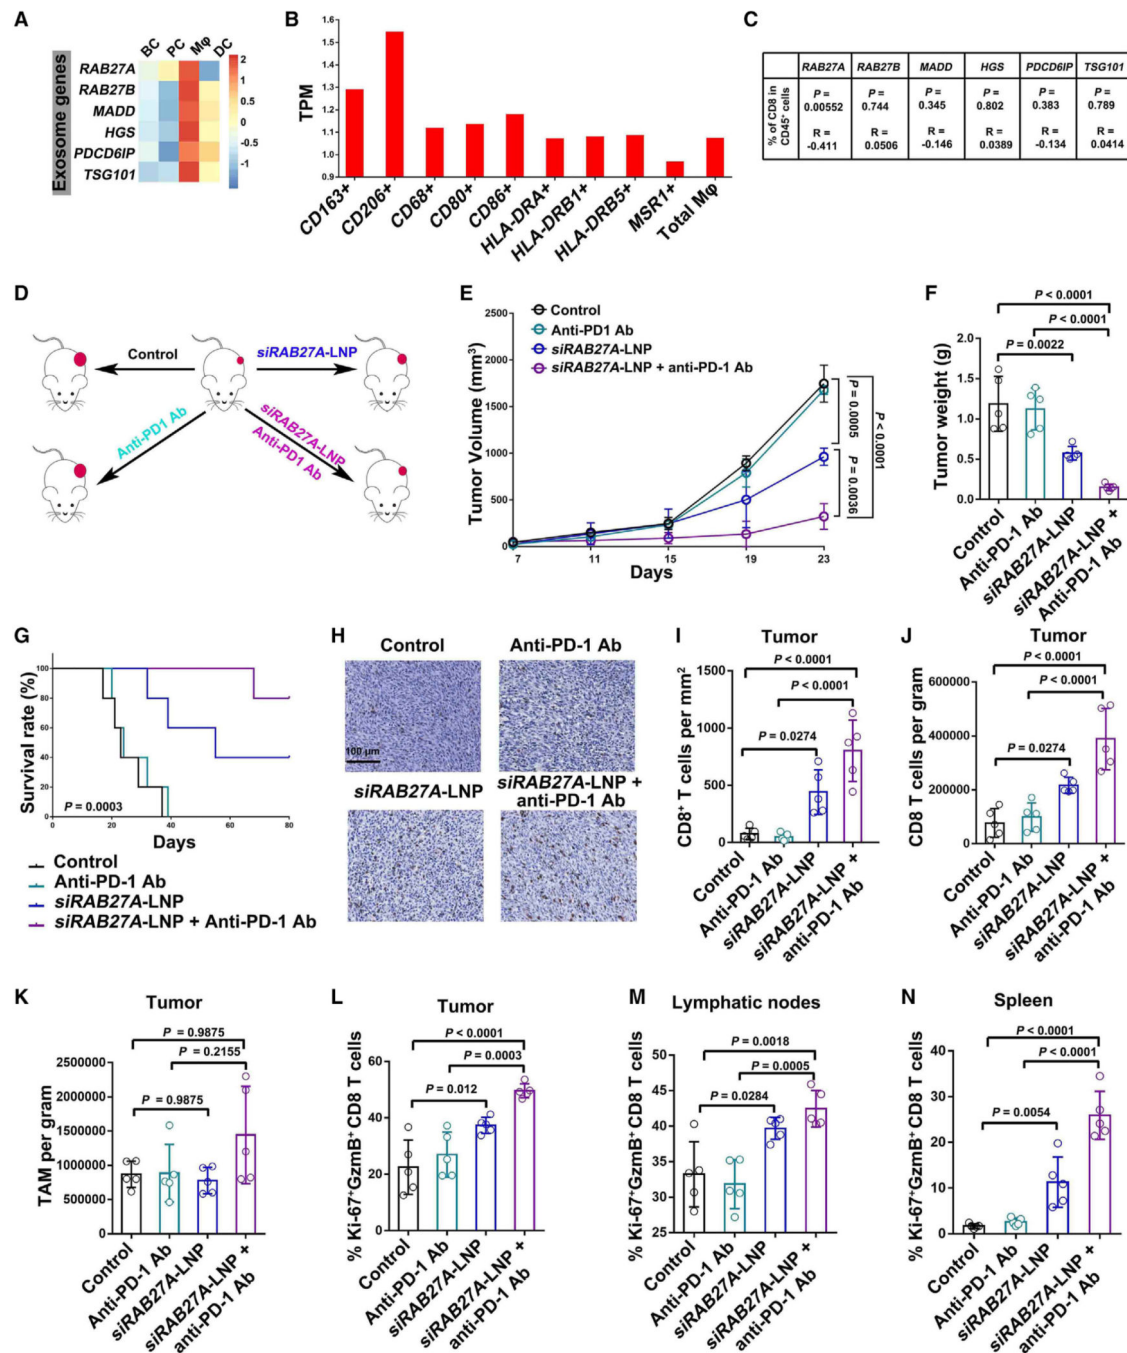 A
BC PC Mφ DC
Exosome genes
RAB27A
RAB27B
MADD
HGS
PDCD6IP
TSG101
2
1.5
1
0.5
0
-0.5
-1
B
TPM
1.6
1.5
1.4
1.3
1.2
1.1
1.0
0.9
CD163+
CD206+
CD68+
CD80+
CD86+
HLA-DRA+
HLA-DRB1+
HLA-DRB5+
MSR1+
Total Mφ
C
RAB27A RAB27B MADD HGS PDCD6IP TSG101
% of CD8 in
CD45⁺ cells
P = P = P = P = P = P =
0.00552 0.744 0.345 0.802 0.383 0.789
R = R = R = R = R = R =
-0.411 0.0506 -0.146 0.0389 -0.134 0.0414
D
Control
siRAB27A-LNP
Anti-PD1 Ab
siRAB27A-LNP
Anti-PD1 Ab
E
Control
Anti-PD1 Ab
siRAB27A-LNP
siRAB27A-LNP + anti-PD-1 Ab
Tumor Volume (mm³)
2500
2000
1500
1000
500
0
7 11 15 19 23
Days
P = 0.0005
P = 0.0036
P < 0.0001
F
P < 0.0001
P < 0.0001
P = 0.0022
Tumor weight (g)
2.0
1.5
1.0
0.5
0.0
Control
Anti-PD-1 Ab
siRAB27A-LNP
siRAB27A-LNP +
Anti-PD-1 Ab
G
Survival rate (%)
100
80
60
40
20
0
P = 0.0003
0 20 40 60 80
Days
Control
Anti-PD-1 Ab
siRAB27A-LNP
siRAB27A-LNP + Anti-PD-1 Ab
H
Control
Anti-PD-1 Ab
100 µm
siRAB27A-LNP
siRAB27A-LNP +
anti-PD-1 Ab
I
Tumor
P < 0.0001
P < 0.0001
P = 0.0274
CD8⁺ T cells per mm²
1500
1000
500
0
Control
Anti-PD-1 Ab
siRAB27A-LNP
siRAB27A-LNP +
anti-PD-1 Ab
J
Tumor
P < 0.0001
P < 0.0001
P = 0.0274
CD8 T cells per gram
600000
400000
200000
0
Control
Anti-PD-1 Ab
siRAB27A-LNP
siRAB27A-LNP +
anti-PD-1 Ab
K
Tumor
P = 0.9875
P = 0.2155
P = 0.9875
TAM per gram
2500000
2000000
1500000
1000000
500000
0
Control
Anti-PD-1 Ab
siRAB27A-LNP
siRAB27A-LNP +
anti-PD-1 Ab
L
Tumor
P < 0.0001
P = 0.0003
P = 0.012
% Ki-67⁺GzmB⁺ CD8 T cells
60
40
20
0
Control
Anti-PD-1 Ab
siRAB27A-LNP
siRAB27A-LNP +
anti-PD-1 Ab
M
Lymphatic nodes
P = 0.0018
P = 0.0005
P = 0.0284
% Ki-67⁺GzmB⁺ CD8 T cells
50
45
40
35
30
25
Control
Anti-PD-1 Ab
siRAB27A-LNP
siRAB27A-LNP +
anti-PD-1 Ab
N
Spleen
P < 0.0001
P < 0.0001
P = 0.0054
% Ki-67⁺GzmB⁺ CD8 T cells
40
30
20
10
0
Control
Anti-PD-1 Ab
siRAB27A-LNP
siRAB27A-LNP +
anti-PD-1 Ab